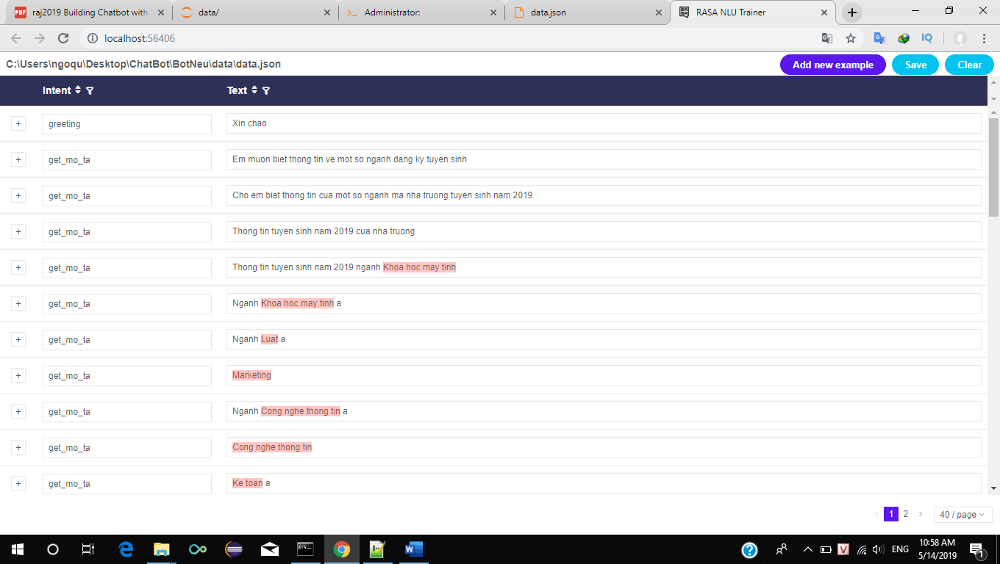 raj2019 Building Chatbot with
data/
Administrator:
data.json
RASA NLU Trainer
localhost:56406
C:\Users\ngoqu\Desktop\ChatBot\BotNeu\data\data.json
Add new example
Save
Clear
Intent
Text
+ greeting Xin chao
+ get_mo_ta Em muon biet thong tin ve mot so nganh dang ky tuyen sinh
+ get_mo_ta Cho em biet thong tin cua mot so nganh ma nha truong tuyen sinh nam 2019
+ get_mo_ta Thong tin tuyen sinh nam 2019 cua nha truong
+ get_mo_ta Thong tin tuyen sinh nam 2019 nganh Khoa hoc may tinh
+ get_mo_ta Nganh Khoa hoc may tinh a
+ get_mo_ta Nganh Luat a
+ get_mo_ta Marketing
+ get_mo_ta Nganh Cong nghe thong tin a
+ get_mo_ta Cong nghe thong tin
+ get_mo_ta Ke toan a
1 2 40 / page
ENG
10:58 AM
5/14/2019